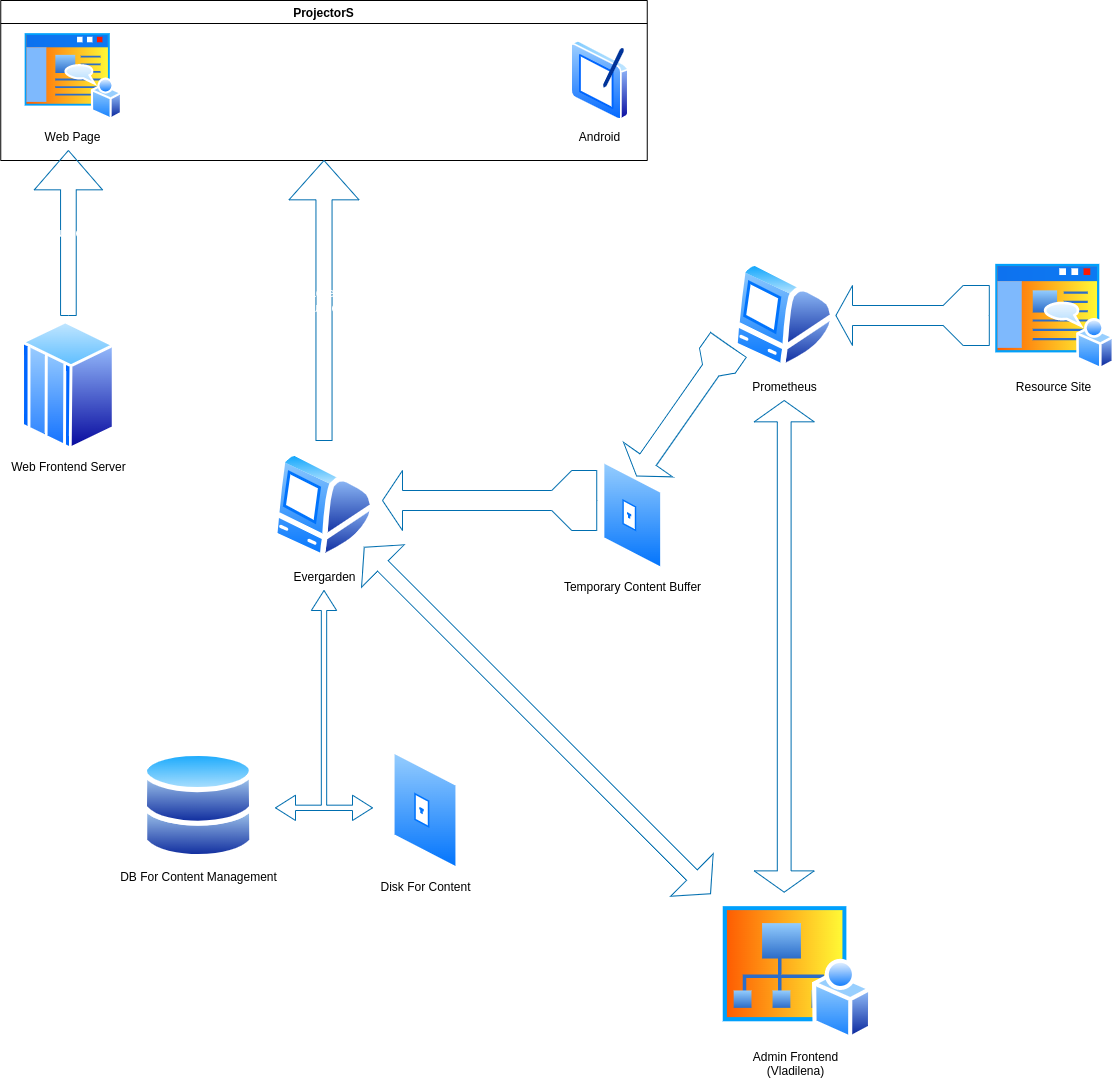 ProjectorS
Web Page
Android
Prometheus
Resource Site
Web Frontend Server
Evergarden
Temporary Content Buffer
DB For Content Management
Disk For Content
Admin Frontend
(Vladilena)